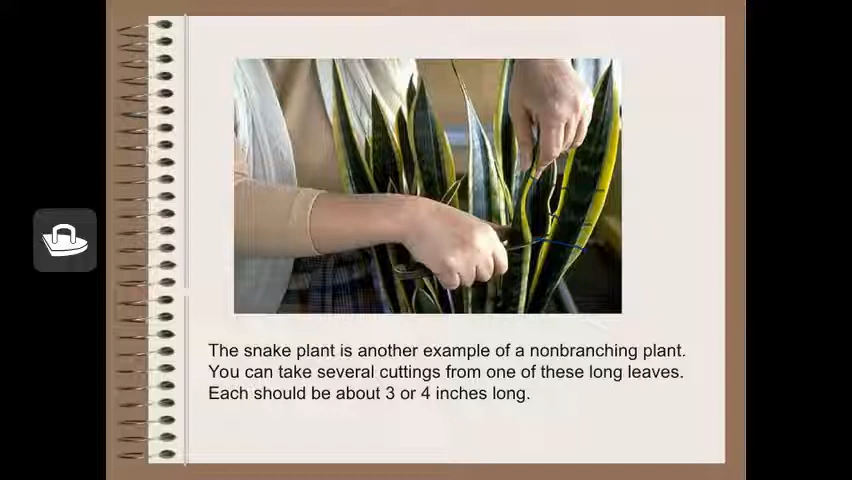 The snake plant is another example of a nonbranching plant.
You can take several cuttings from one of these long leaves.
Each should be about 3 or 4 inches long.